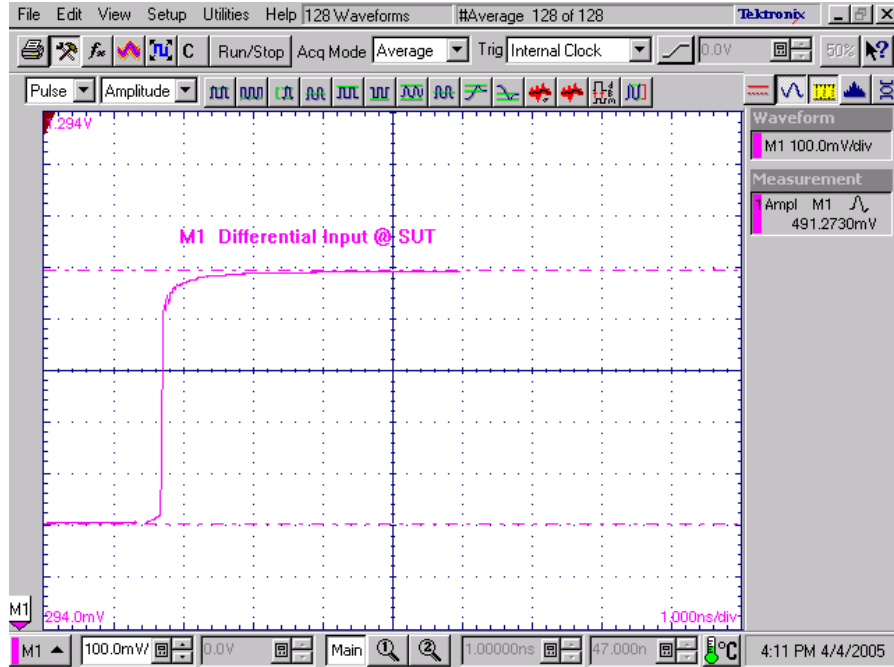 File Edit View Setup Utilities Help 128 Waveforms #Average 128 of 128 Tektronix
C Run/Stop Acq Mode Average Trig Internal Clock 0.0V 50%
Pulse Amplitude
1.294V
Waveform
M1 100.0mV/div
Measurement
1 Ampl M1
491.2730mV
M1 Differential Input @ SUT
M1
294.0mV 1.000ns/div
M1 100.0mV/ 0.0V Main 1 2 1.00000ns 47.000n °C 4:11 PM 4/4/2005